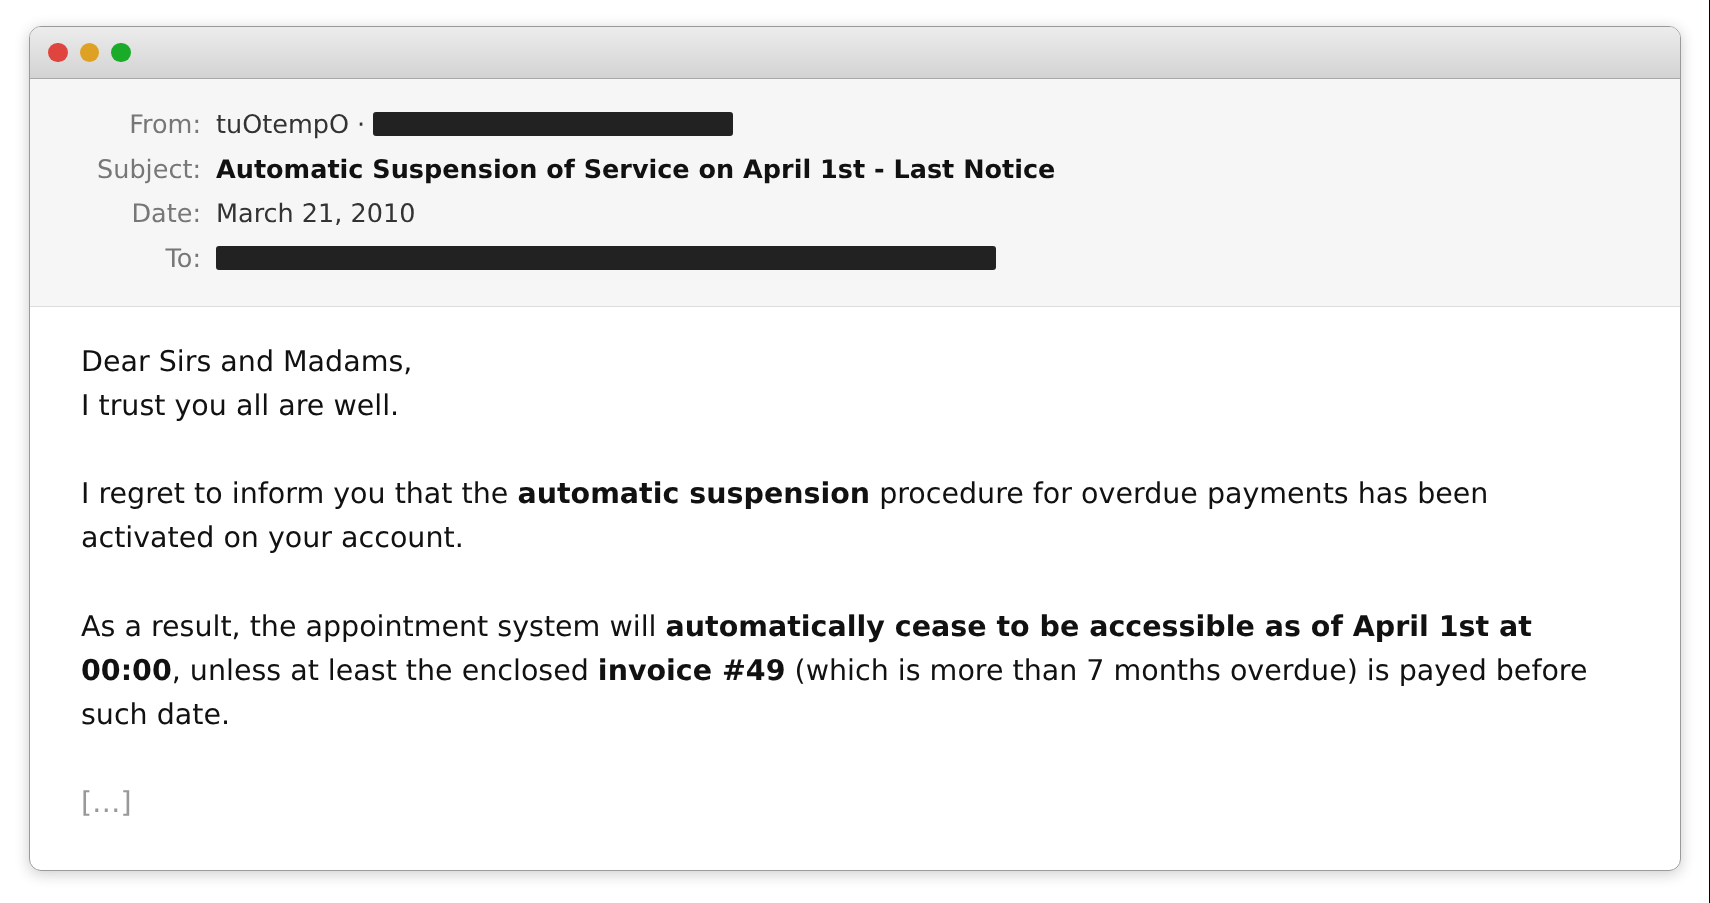 From: tuOtempO ·
Subject: Automatic Suspension of Service on April 1st - Last Notice
Date: March 21, 2010
To:
Dear Sirs and Madams,
I trust you all are well.
I regret to inform you that the automatic suspension procedure for overdue payments has been
activated on your account.
As a result, the appointment system will automatically cease to be accessible as of April 1st at
00:00, unless at least the enclosed invoice #49 (which is more than 7 months overdue) is payed before
such date.
[...]